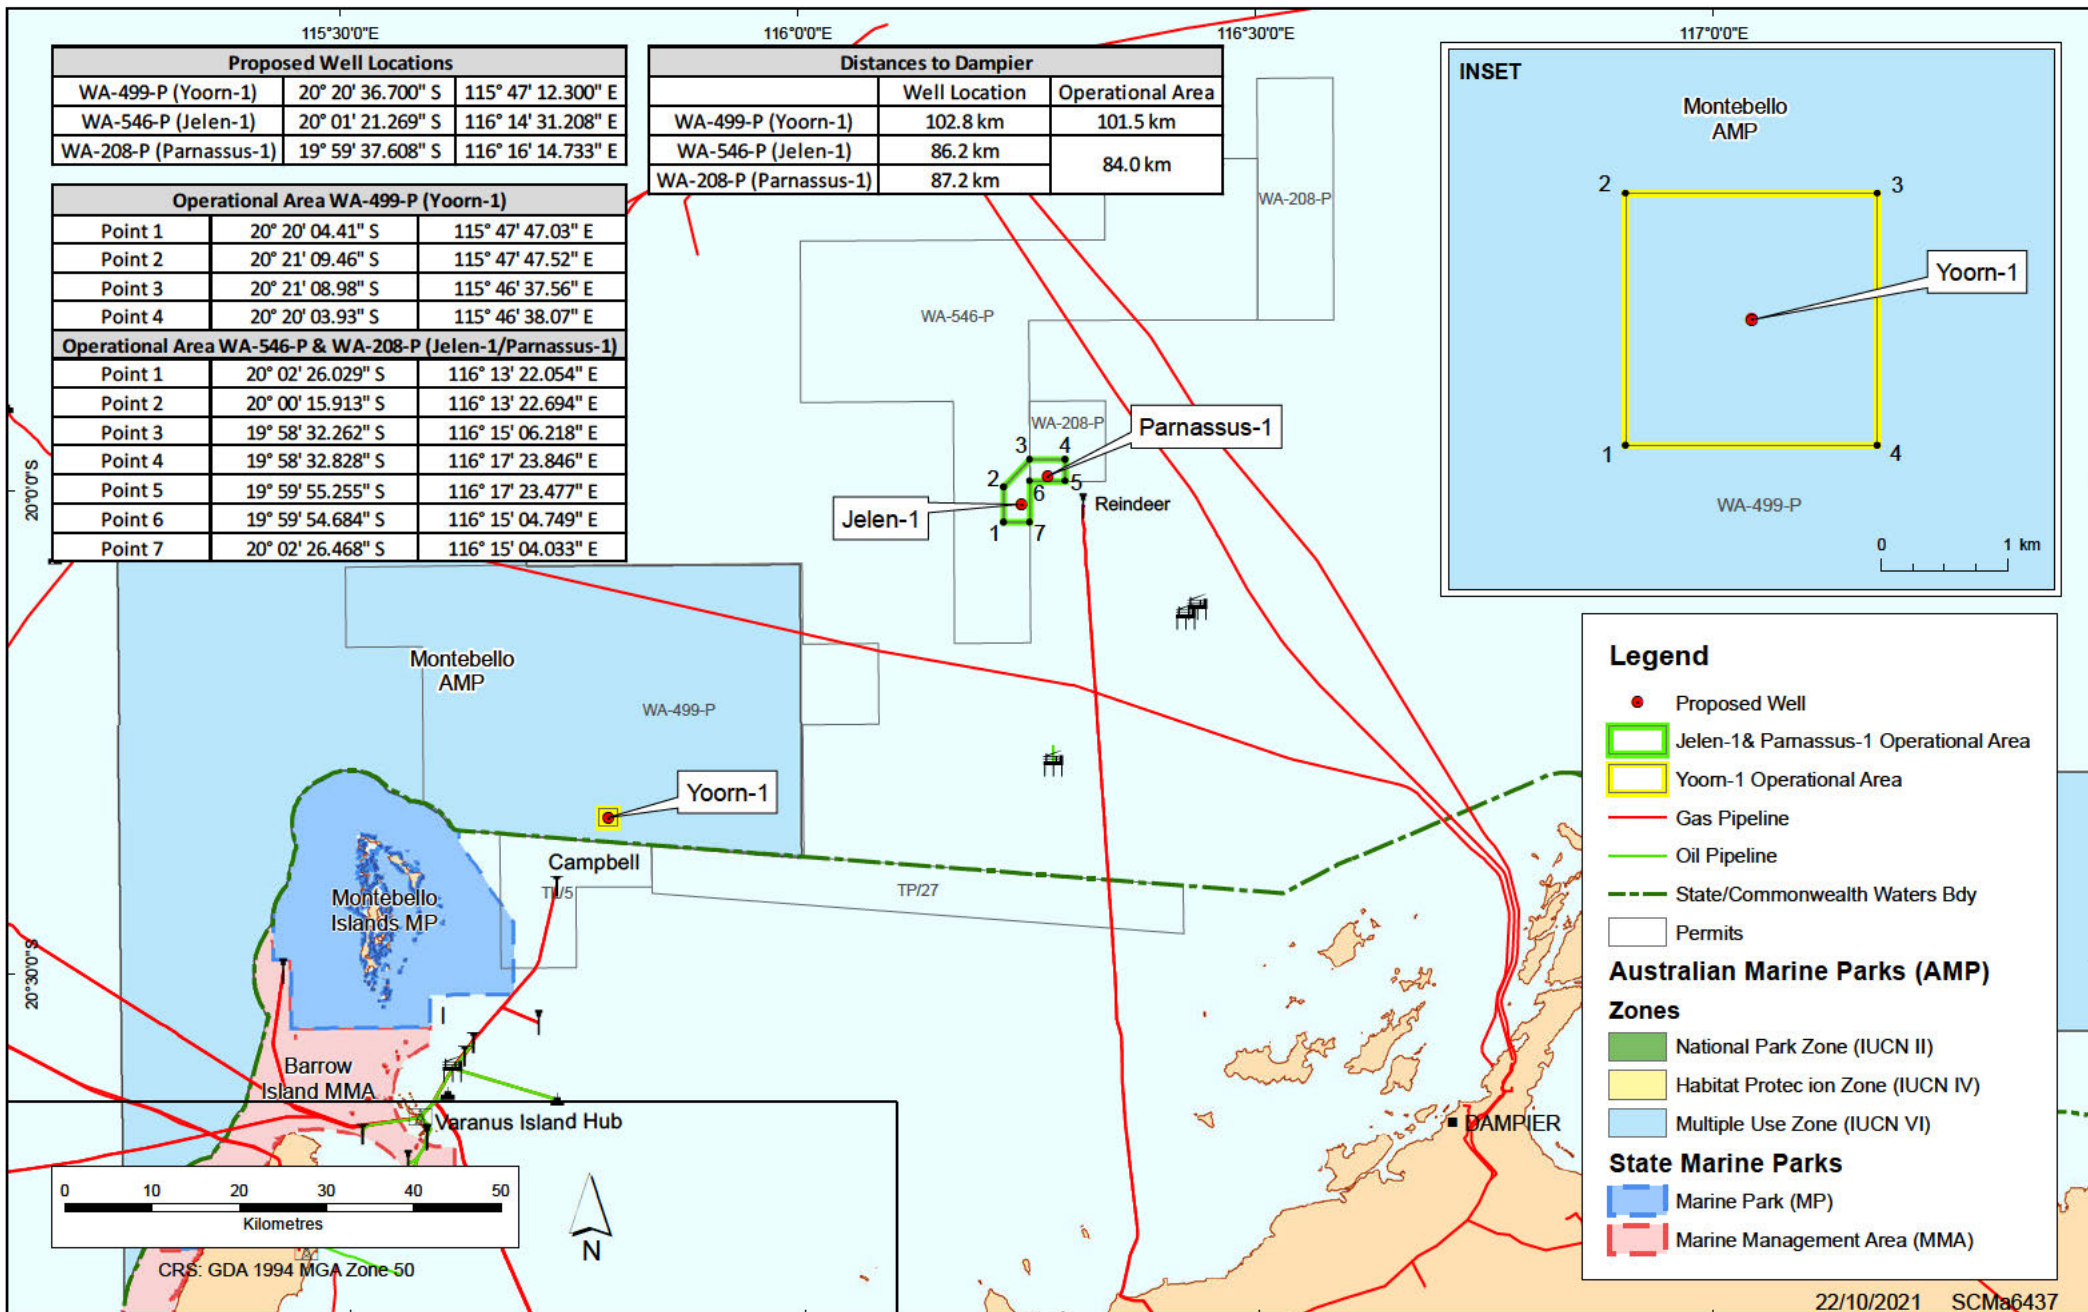 115°30'0"E 116°0'0"E 116°30'0"E 117°0'0"E
Proposed Well Locations
WA-499-P (Yoorn-1) 20° 20' 36.700" S 115° 47' 12.300" E
WA-546-P (Jelen-1) 20° 01' 21.269" S 116° 14' 31.208" E
WA-208-P (Parnassus-1) 19° 59' 37.608" S 116° 16' 14.733" E
Distances to Dampier
Well Location Operational Area
WA-499-P (Yoorn-1) 102.8 km 101.5 km
WA-546-P (Jelen-1) 86.2 km
84.0 km
WA-208-P (Parnassus-1) 87.2 km
Operational Area WA-499-P (Yoorn-1)
Point 1 20° 20' 04.41" S 115° 47' 47.03" E
Point 2 20° 21' 09.46" S 115° 47' 47.52" E
Point 3 20° 21' 08.98" S 115° 46' 37.56" E
Point 4 20° 20' 03.93" S 115° 46' 38.07" E
Operational Area WA-546-P & WA-208-P (Jelen-1/Parnassus-1)
Point 1 20° 02' 26.029" S 116° 13' 22.054" E
Point 2 20° 00' 15.913" S 116° 13' 22.694" E
Point 3 19° 58' 32.262" S 116° 15' 06.218" E
Point 4 19° 58' 32.828" S 116° 17' 23.846" E
Point 5 19° 59' 55.255" S 116° 17' 23.477" E
Point 6 19° 59' 54.684" S 116° 15' 04.749" E
Point 7 20° 02' 26.468" S 116° 15' 04.033" E
INSET
Montebello
AMP
2 3
Yoorn-1
1 4
WA-499-P
0 1 km
WA-208-P
WA-546-P
WA-208-P
Parnassus-1
3 4
2 6 5
Jelen-1
1 7
Reindeer
20°0'0"S
Montebello
AMP
WA-499-P
Yoorn-1
Campbell
TL/5
TP/27
Montebello
Islands MP
20°30'0"S
Barrow
Island MMA
Varanus Island Hub
DAMPIER
0 10 20 30 40 50
Kilometres
N
CRS: GDA 1994 MGA Zone 50
Legend
Proposed Well
Jelen-1& Parnassus-1 Operational Area
Yoorn-1 Operational Area
Gas Pipeline
Oil Pipeline
State/Commonwealth Waters Bdy
Permits
Australian Marine Parks (AMP)
Zones
National Park Zone (IUCN II)
Habitat Protec ion Zone (IUCN IV)
Multiple Use Zone (IUCN VI)
State Marine Parks
Marine Park (MP)
Marine Management Area (MMA)
22/10/2021 SCMa6437